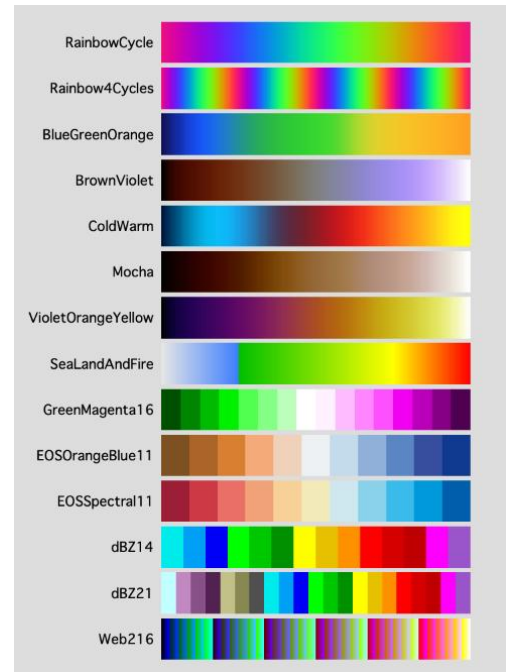 RainbowCycle
Rainbow4Cycles
BlueGreenOrange
BrownViolet
ColdWarm
Mocha
VioletOrangeYellow
SeaLandAndFire
GreenMagenta16
EOSOrangeBlue11
EOSSpectral11
dBZ14
dBZ21
Web216